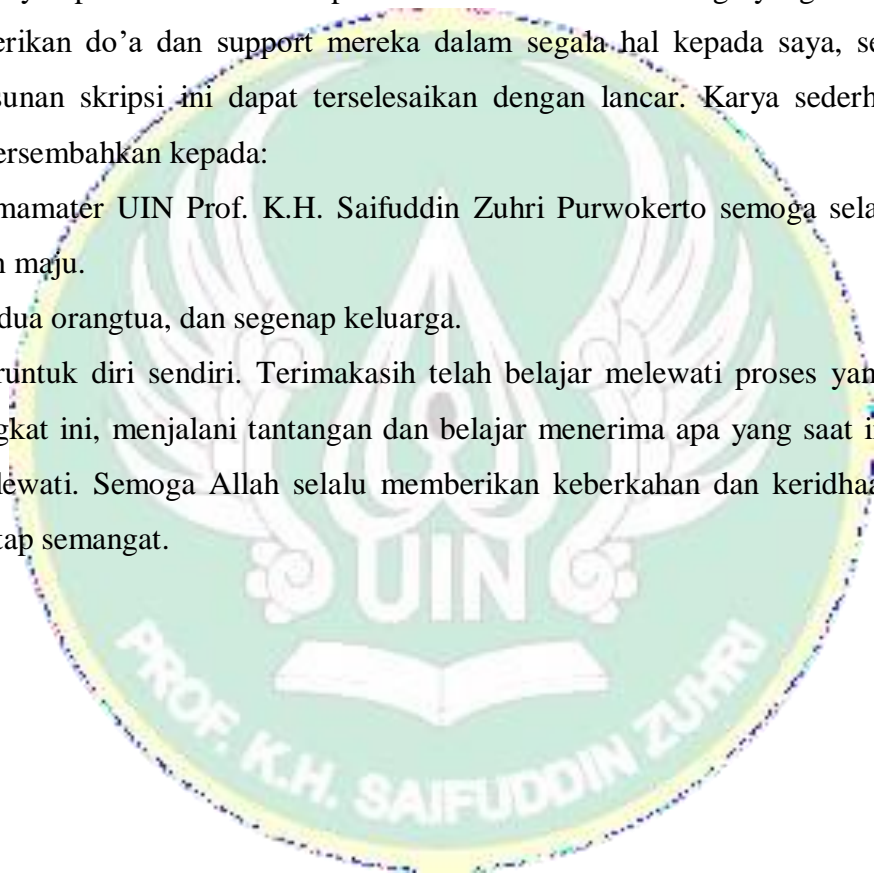 erikan do’a dan support mereka dalam segala hal kepada saya, se
sunan skripsi ini dapat terselesaikan dengan lancar. Karya sederh
ersembahkan kepada:
mamater UIN Prof. K.H. Saifuddin Zuhri Purwokerto semoga sela
n maju.
dua orangtua, dan segenap keluarga.
runtuk diri sendiri. Terimakasih telah belajar melewati proses yan
gkat ini, menjalani tantangan dan belajar menerima apa yang saat i
lewati. Semoga Allah selalu memberikan keberkahan dan keridhaa
tap semangat.
UIN
PROF. K.H. SAIFUDDIN ZUHRI